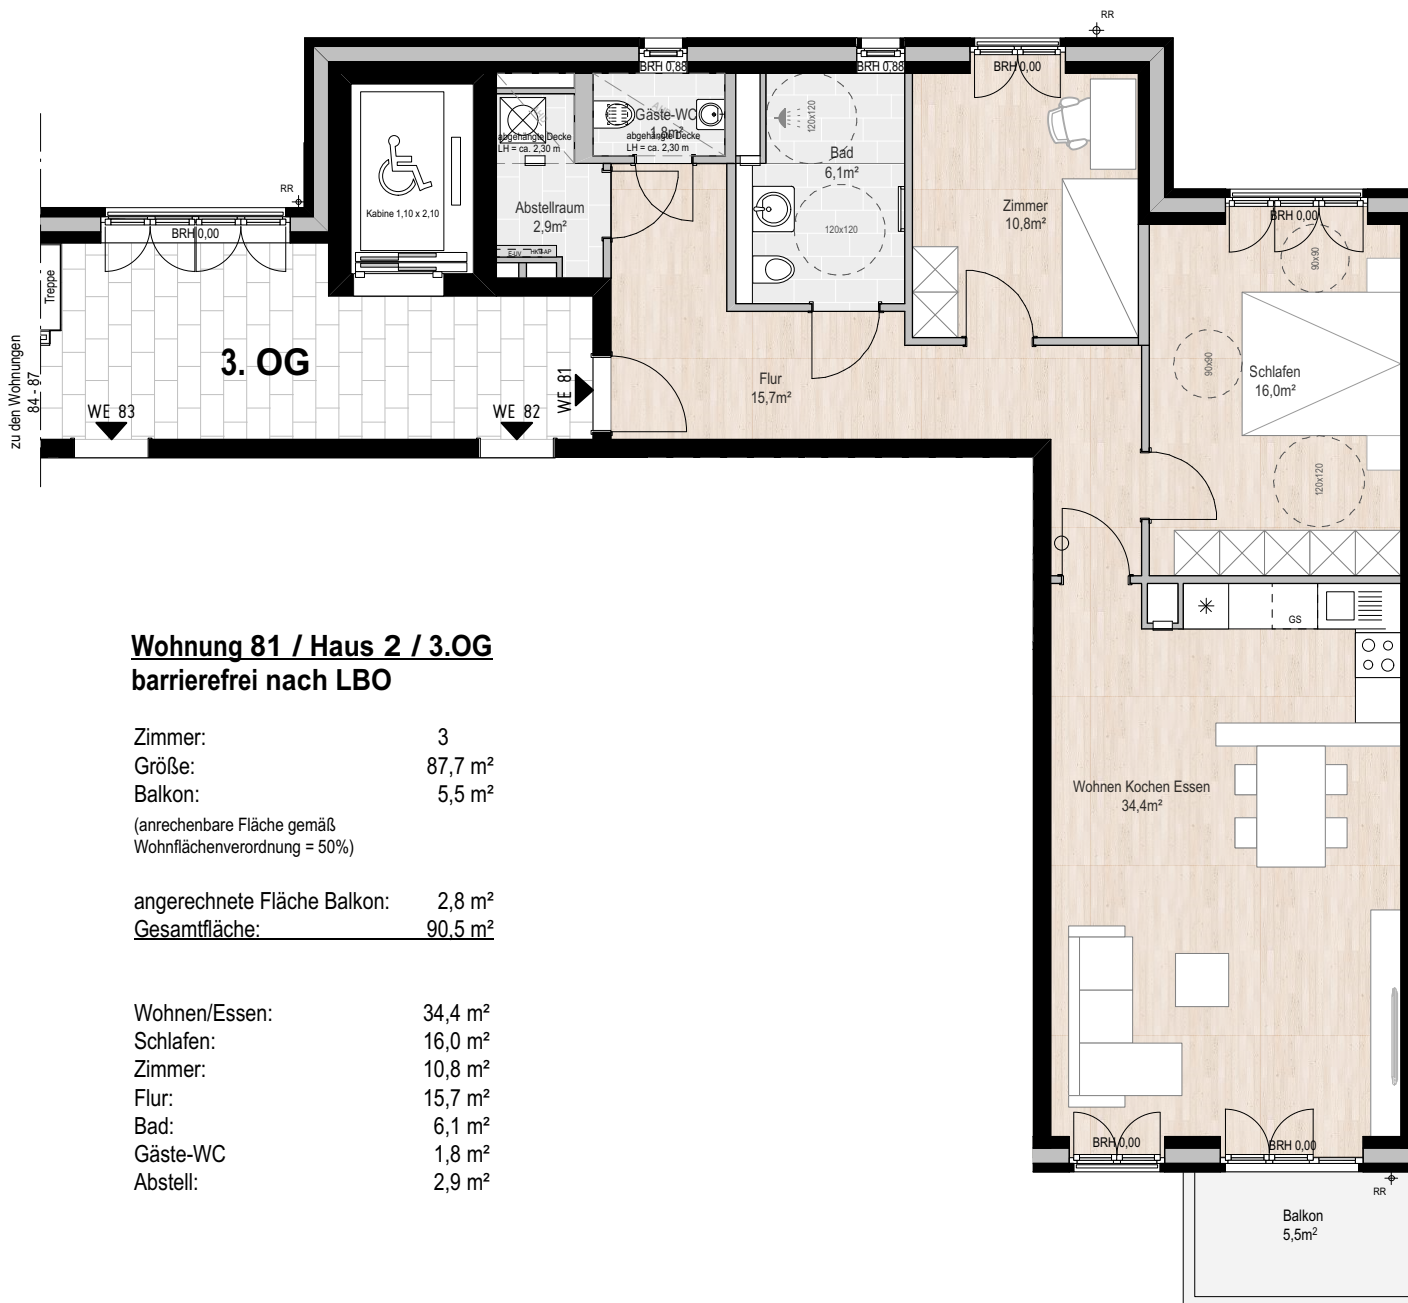 RR
BRH 0,88
BRH 0,88
BRH 0,00
Gäste-WC
1,8m²
abgehängte Decke
LH = ca. 2,30 m
abgehängte Decke
LH = ca. 2,30 m
120x120
Bad
6,1m²
120x120
Abstellraum
2,9m²
E-UV
Kabine 1,10 x 2,10
Zimmer
10,8m²
RR
BRH 0,00
BRH 0,00
90x90
90x90
Schlafen
16,0m²
120x120
Treppe
zu den Wohnungen
84 - 87
3. OG
WE 83
WE 82
WE 81
Flur
15,7m²
GS
Wohnung 81 / Haus 2 / 3.OG
barrierefrei nach LBO
Zimmer: 3
Größe: 87,7 m²
Balkon: 5,5 m²
(anrechenbare Fläche gemäß
Wohnflächenverordnung = 50%)
angerechnete Fläche Balkon: 2,8 m²
Gesamtfläche: 90,5 m²
Wohnen/Essen: 34,4 m²
Schlafen: 16,0 m²
Zimmer: 10,8 m²
Flur: 15,7 m²
Bad: 6,1 m²
Gäste-WC 1,8 m²
Abstell: 2,9 m²
Wohnen Kochen Essen
34,4m²
BRH 0,00
BRH 0,00
RR
Balkon
5,5m²